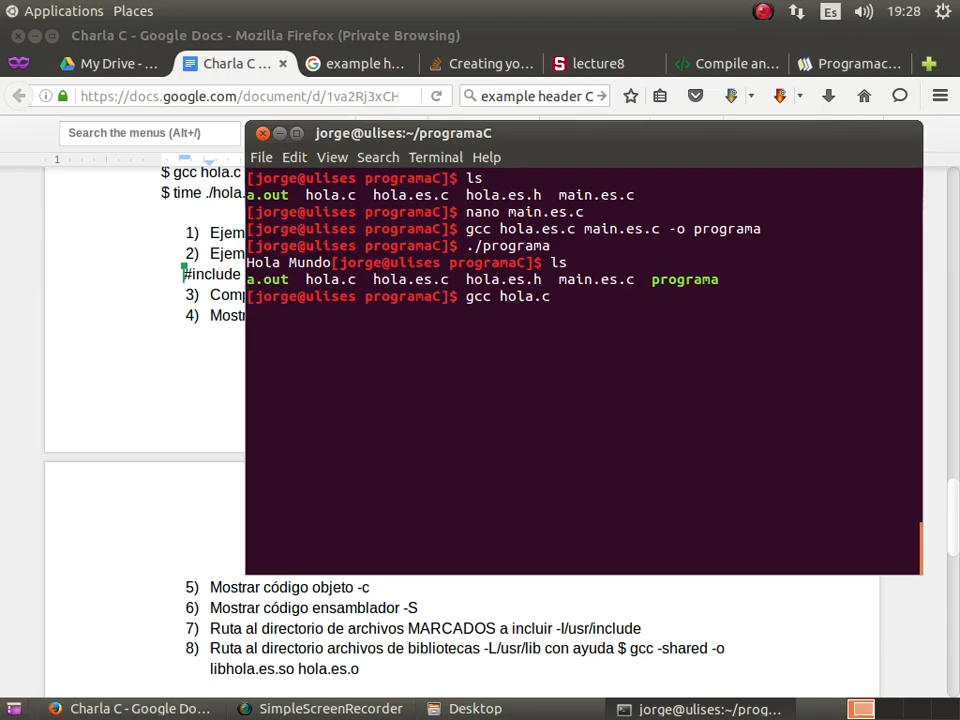 Applications Places
Es 19:28
Charla C - Google Docs - Mozilla Firefox (Private Browsing)
My Drive - ... Charla C ... example h... Creating yo... lecture8 Compile an... Programac...
https://docs.google.com/document/d/1va2Rj3xCH
example header C
Search the menus (Alt+/)
1
$ gcc hola.c
$ time ./hola.
1) Ejem
2) Ejem
#include
3) Comp
4) Mostr
jorge@ulises:~/programaC
File Edit View Search Terminal Help
[jorge@ulises programaC]$ ls
a.out hola.c hola.es.c hola.es.h main.es.c
[jorge@ulises programaC]$ nano main.es.c
[jorge@ulises programaC]$ gcc hola.es.c main.es.c -o programa
[jorge@ulises programaC]$ ./programa
Hola Mundo[jorge@ulises programaC]$ ls
a.out hola.c hola.es.c hola.es.h main.es.c programa
[jorge@ulises programaC]$ gcc hola.c
5) Mostrar código objeto -c
6) Mostrar código ensamblador -S
7) Ruta al directorio de archivos MARCADOS a incluir -I/usr/include
8) Ruta al directorio archivos de bibliotecas -L/usr/lib con ayuda $ gcc -shared -o
libhola.es.so hola.es.o
Charla C - Google Do... SimpleScreenRecorder Desktop jorge@ulises:~/prog...